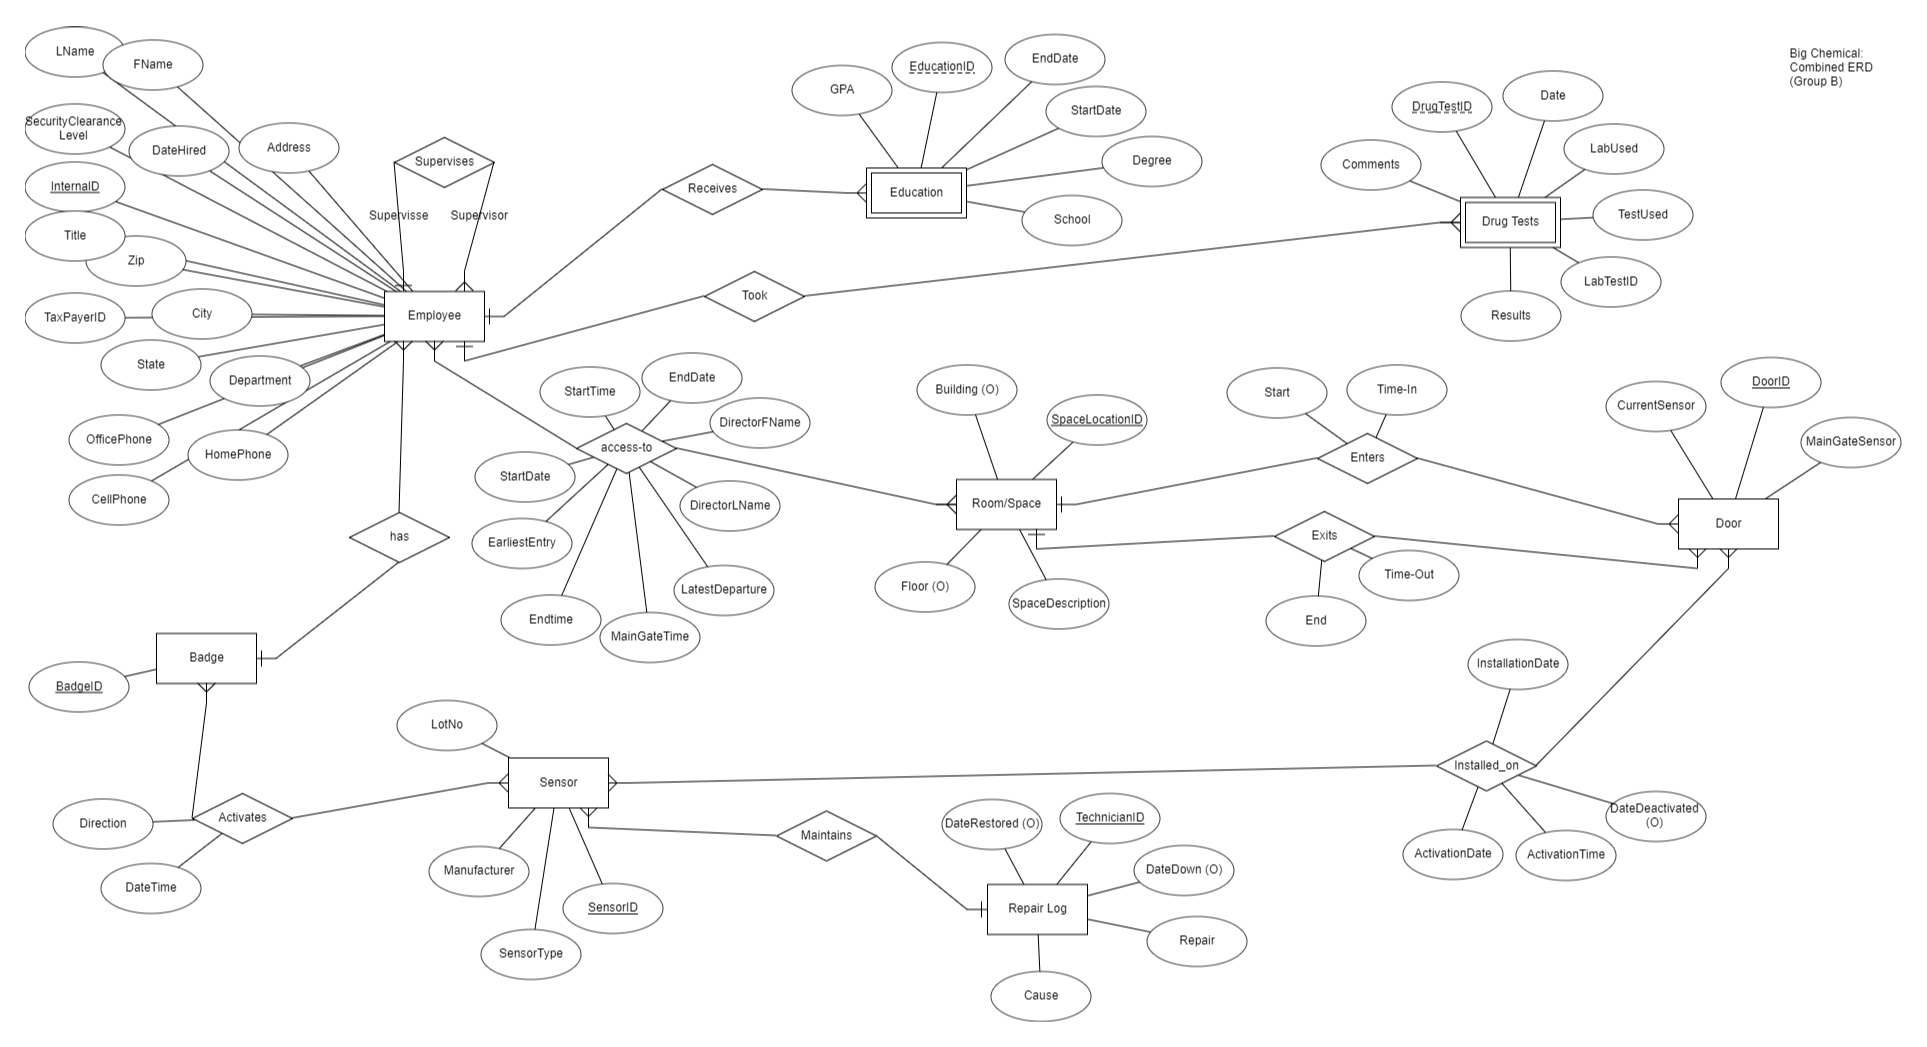 Big Chemical:
Combined ERD
(Group B)
LName
FName
SecurityClearance
Level
DateHired
Address
InternalID
Title
Zip
TaxPayerID
City
State
Department
OfficePhone
HomePhone
CellPhone
Employee
Supervises
Supervisse
Supervisor
Receives
GPA
EducationID
EndDate
StartDate
Degree
School
Education
Took
DrugTestID
Date
Comments
LabUsed
TestUsed
LabTestID
Results
Drug Tests
StartTime
EndDate
DirectorFName
access-to
StartDate
DirectorLName
EarliestEntry
LatestDeparture
Endtime
MainGateTime
has
Building (O)
SpaceLocationID
Room/Space
Floor (O)
SpaceDescription
Start
Time-In
Enters
Exits
Time-Out
End
CurrentSensor
DoorID
MainGateSensor
Door
Badge
BadgeID
Direction
Activates
DateTime
LotNo
Sensor
Manufacturer
SensorID
SensorType
Maintains
DateRestored (O)
TechnicianID
DateDown (O)
Repair Log
Repair
Cause
InstallationDate
Installed_on
DateDeactivated
(O)
ActivationDate
ActivationTime